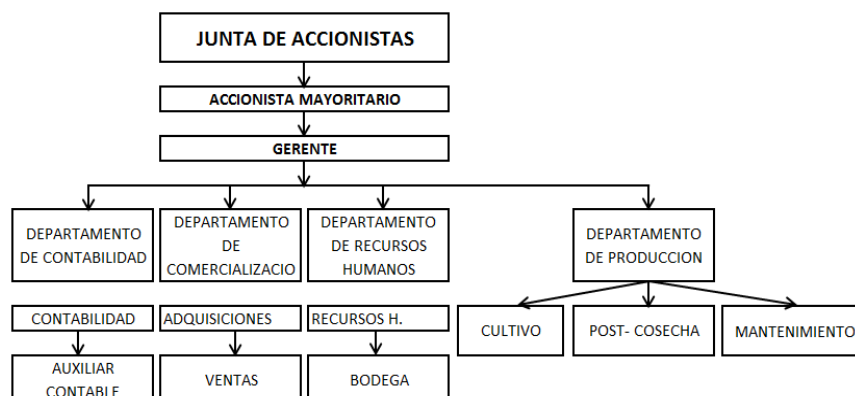 JUNTA DE ACCIONISTAS
ACCIONISTA MAYORITARIO
GERENTE
DEPARTAMENTO
DE CONTABILIDAD
DEPARTAMENTO
DE
COMERCIALIZACIO
DEPARTAMENTO
DE RECURSOS
HUMANOS
DEPARTAMENTO
DE PRODUCCION
CONTABILIDAD
ADQUISICIONES
RECURSOS H.
CULTIVO
POST- COSECHA
MANTENIMIENTO
AUXILIAR
CONTABLE
VENTAS
BODEGA